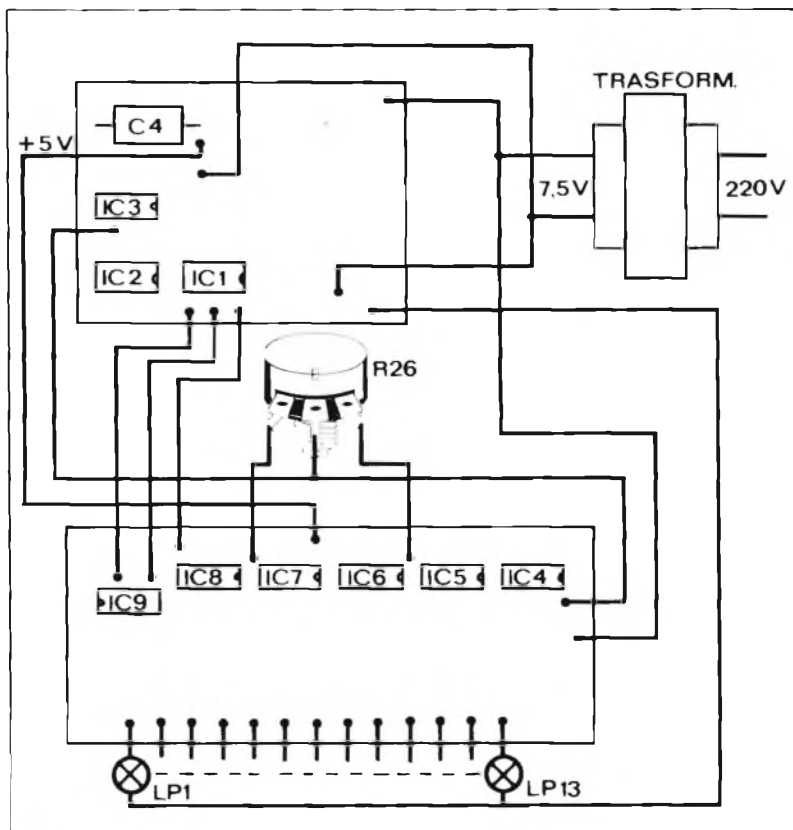 TRASFORM.
C4
+5V
7,5V
220V
IC3
IC2
IC1
R26
IC8
IC7
IC6
IC5
IC4
IC9
LP1
LP13